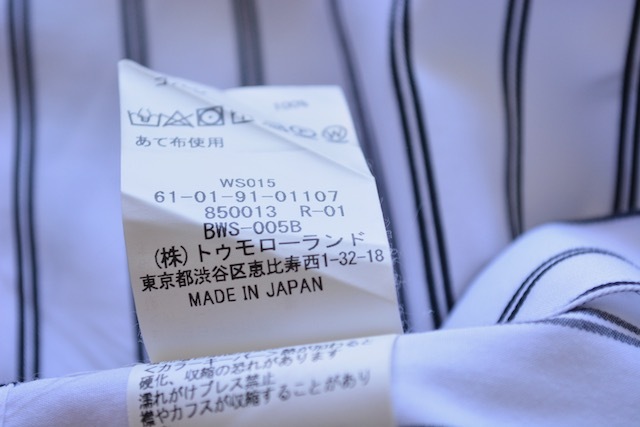 100%
あて布使用
WS015
61-01-91-01107
850013 R-01
BWS-005B
(株)トゥモローランド
東京都渋谷区恵比寿西1-32-18
MADE IN JAPAN
硬化、収縮の恐れがあります
濡れがけプレス禁止
襟やカフスが収縮することがあり